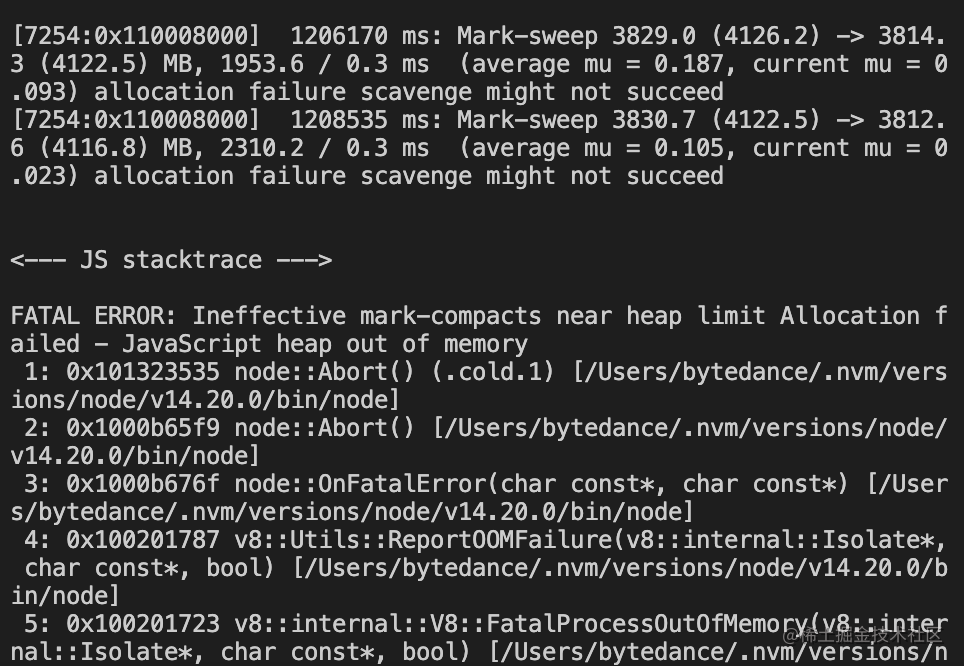 [7254:0x110008000]  1206170 ms: Mark-sweep 3829.0 (4126.2) -> 3814.
3 (4122.5) MB, 1953.6 / 0.3 ms  (average mu = 0.187, current mu = 0
.093) allocation failure scavenge might not succeed
[7254:0x110008000]  1208535 ms: Mark-sweep 3830.7 (4122.5) -> 3812.
6 (4116.8) MB, 2310.2 / 0.3 ms  (average mu = 0.105, current mu = 0
.023) allocation failure scavenge might not succeed
<--- JS stacktrace --->
FATAL ERROR: Ineffective mark-compacts near heap limit Allocation f
ailed - JavaScript heap out of memory
 1: 0x101323535 node::Abort() (.cold.1) [/Users/bytedance/.nvm/vers
ions/node/v14.20.0/bin/node]
 2: 0x1000b65f9 node::Abort() [/Users/bytedance/.nvm/versions/node/
v14.20.0/bin/node]
 3: 0x1000b676f node::OnFatalError(char const*, char const*) [/User
s/bytedance/.nvm/versions/node/v14.20.0/bin/node]
 4: 0x100201787 v8::Utils::ReportOOMFailure(v8::internal::Isolate*,
 char const*, bool) [/Users/bytedance/.nvm/versions/node/v14.20.0/b
in/node]
 5: 0x100201723 v8::internal::V8::FatalProcessOutOfMemory(v8::inter
nal::Isolate*, char const*, bool) [/Users/bytedance/.nvm/versions/n
@稀土掘金技术社区